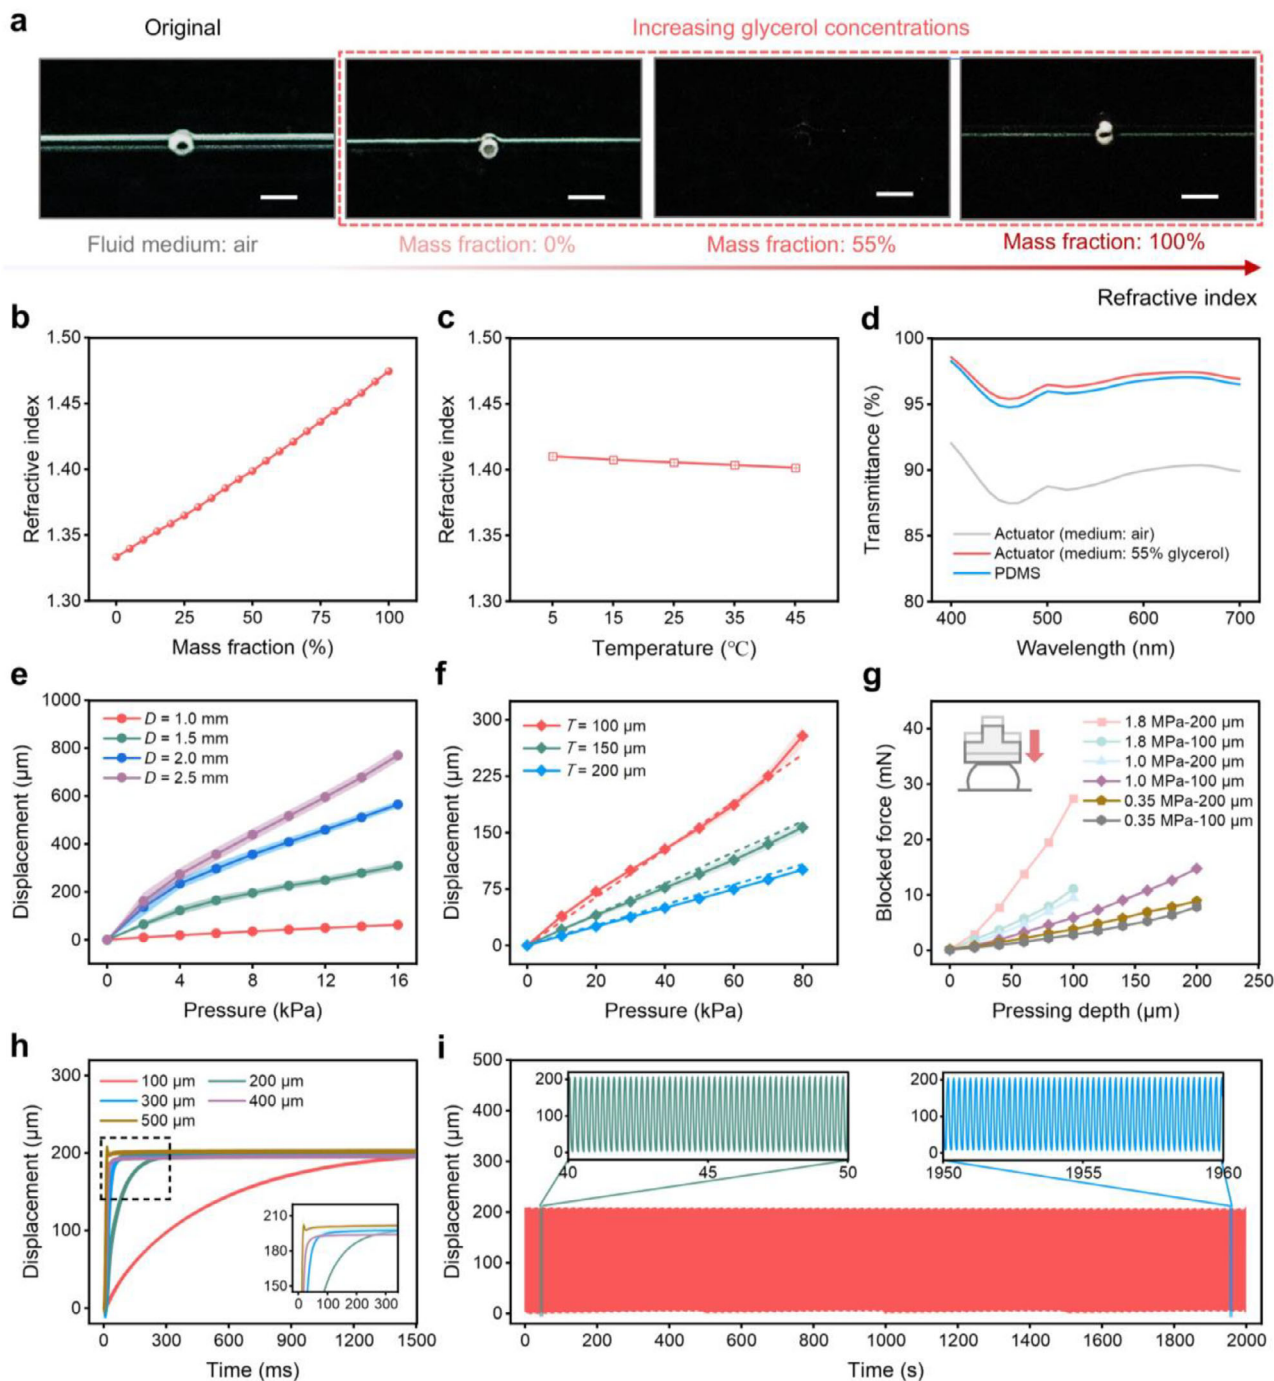 a
Original
Increasing glycerol concentrations
Fluid medium: air
Mass fraction: 0%
Mass fraction: 55%
Mass fraction: 100%
Refractive index
b
Refractive index
1.50
1.45
1.40
1.35
1.30
0 25 50 75 100
Mass fraction (%)
c
Refractive index
1.50
1.45
1.40
1.35
1.30
5 15 25 35 45
Temperature (℃)
d
Transmittance (%)
100
95
90
85
80
Actuator (medium: air)
Actuator (medium: 55% glycerol)
PDMS
400 500 600 700
Wavelength (nm)
e
Displacement (μm)
1000
800
600
400
200
0
D = 1.0 mm
D = 1.5 mm
D = 2.0 mm
D = 2.5 mm
0 4 8 12 16
Pressure (kPa)
f
Displacement (μm)
300
225
150
75
0
T = 100 μm
T = 150 μm
T = 200 μm
0 20 40 60 80
Pressure (kPa)
g
Blocked force (mN)
40
30
20
10
0
1.8 MPa-200 μm
1.8 MPa-100 μm
1.0 MPa-200 μm
1.0 MPa-100 μm
0.35 MPa-200 μm
0.35 MPa-100 μm
0 50 100 150 200 250
Pressing depth (μm)
h
Displacement (μm)
300
200
100
0
100 μm 200 μm
300 μm 400 μm
500 μm
210
180
150
0 100 200 300
0 300 600 900 1200 1500
Time (ms)
i
Displacement (μm)
500
400
300
200
100
0
200
100
0
40 45 50
200
100
0
1950 1955 1960
0 200 400 600 800 1000 1200 1400 1600 1800 2000
Time (s)